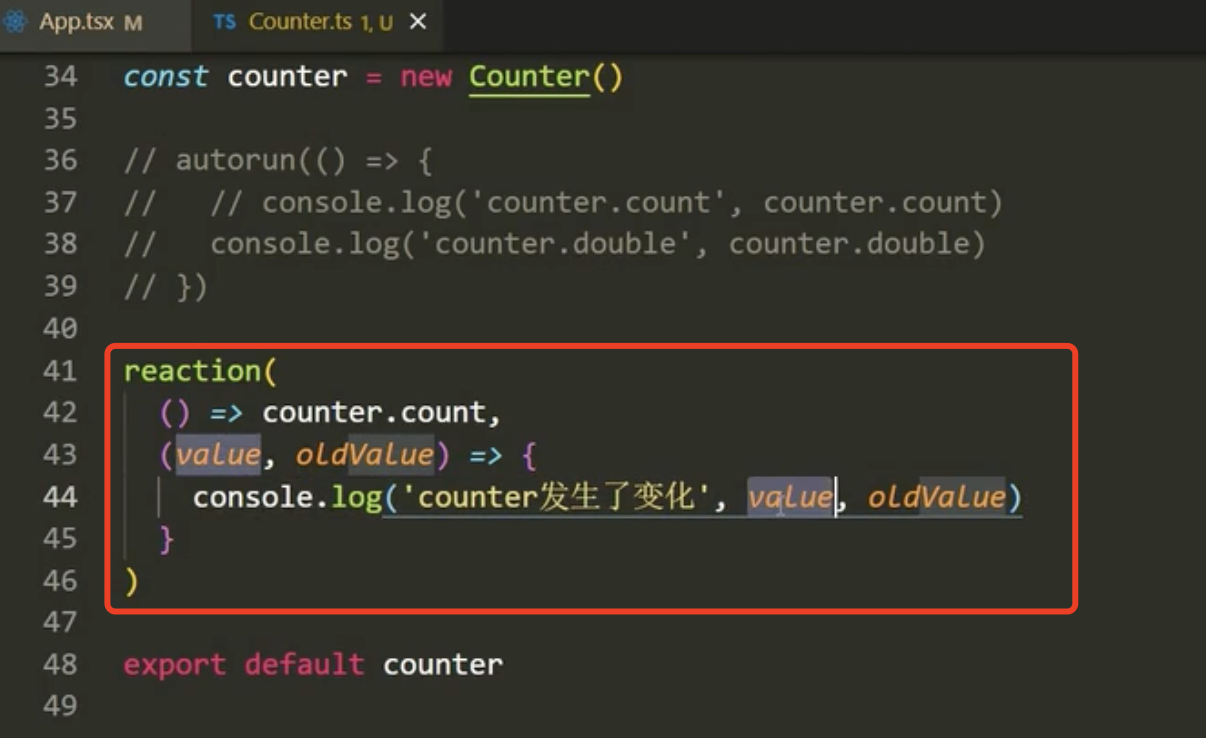 App.tsx M TS Counter.ts 1, U ×
34 const counter = new Counter()
35
36 // autorun(() => {
37 //   // console.log('counter.count', counter.count)
38 //   console.log('counter.double', counter.double)
39 // })
40
41 reaction(
42   () => counter.count,
43   (value, oldValue) => {
44     console.log('counter发生了变化', value, oldValue)
45   }
46 )
47
48 export default counter
49